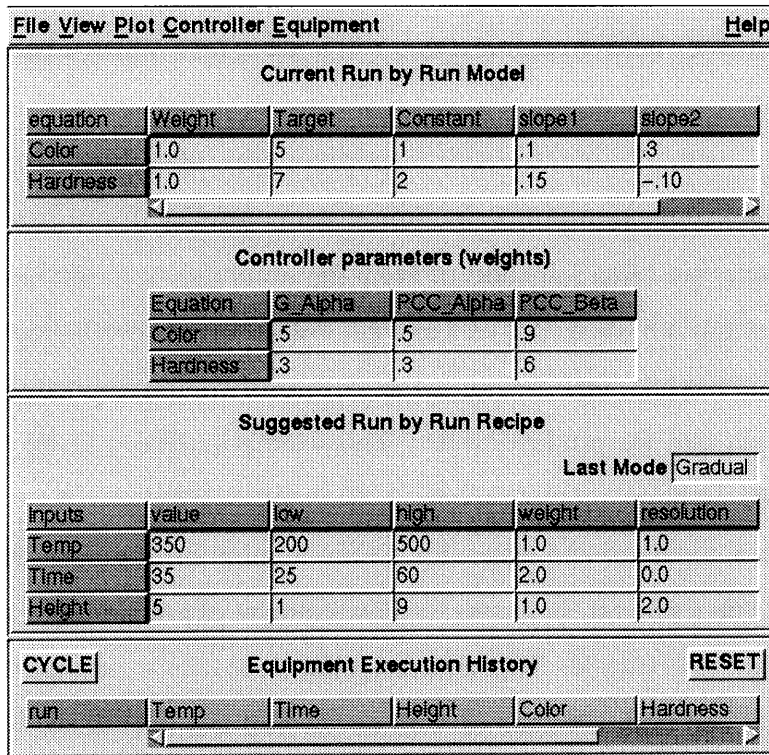 File View Plot Controller Equipment Help
Current Run by Run Model
equation Weight Target Constant slope1 slope2
Color 1.0 5 1 .1 .3
Hardness 1.0 7 2 .15 -.10
Controller parameters (weights)
Equation G_Alpha PCC_Alpha PCC_Beta
Color .5 .5 .9
Hardness .3 .3 .6
Suggested Run by Run Recipe
Last Mode Gradual
inputs value low high weight resolution
Temp 350 200 500 1.0 1.0
Time 35 25 60 2.0 0.0
Height 5 1 9 1.0 2.0
CYCLE Equipment Execution History RESET
run Temp Time Height Color Hardness